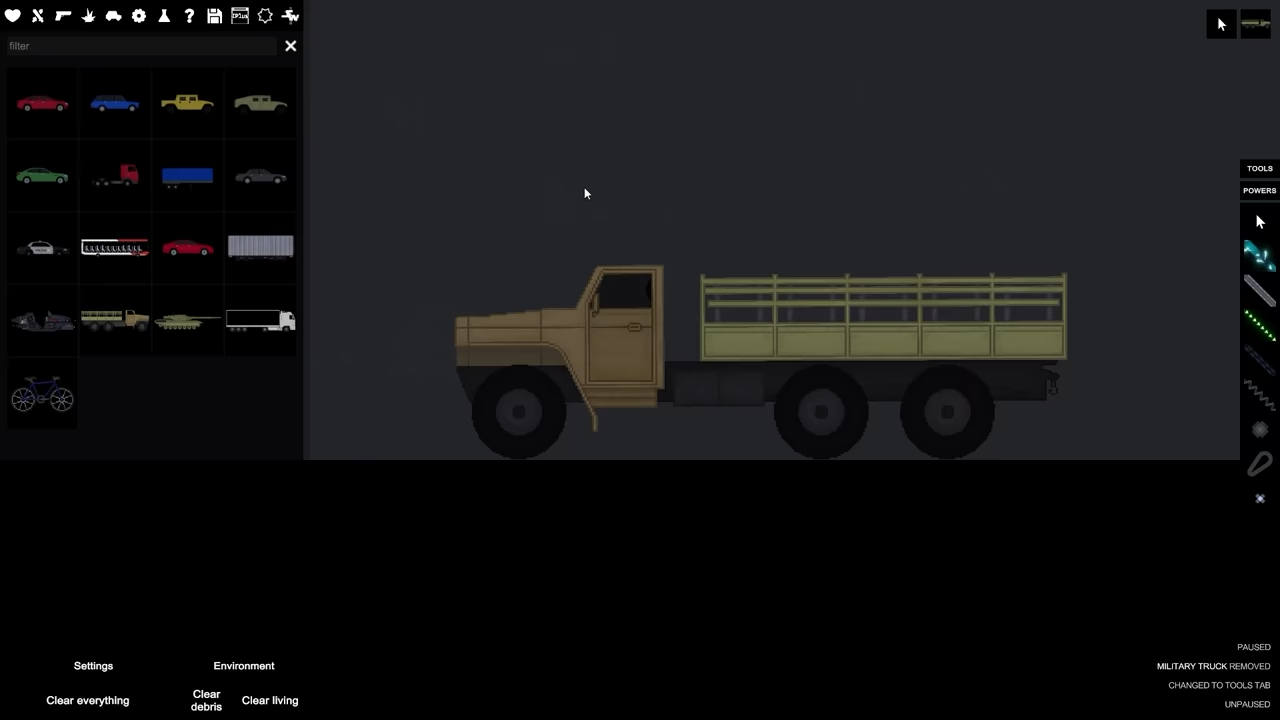 filter
TOOLS
POWERS
Settings
Environment
Clear everything
Clear
debris
Clear living
PAUSED
MILITARY TRUCK REMOVED
CHANGED TO TOOLS TAB
UNPAUSED